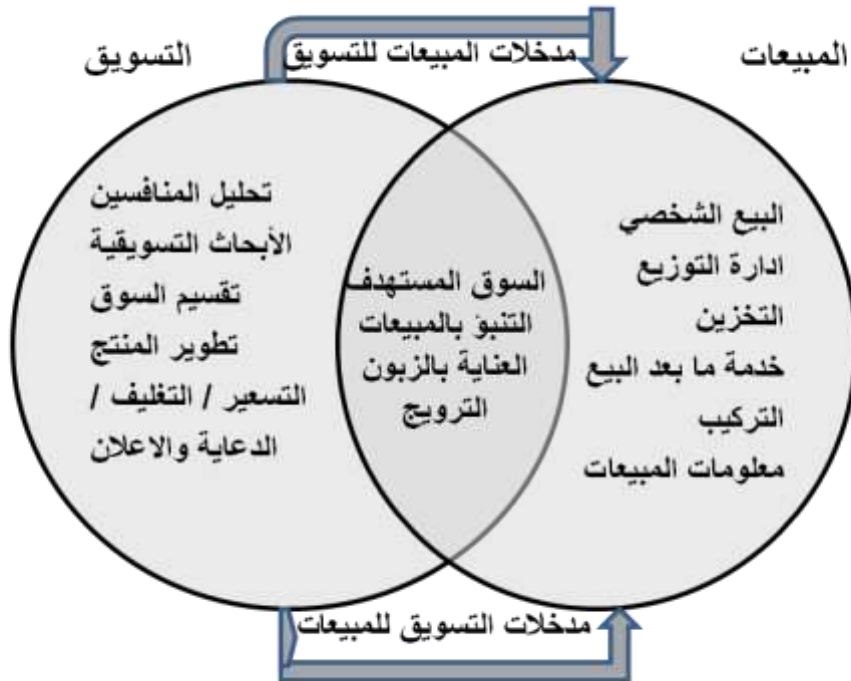 المبيعات
مدخلات المبيعات للتسويق
التسويق
البيع الشخصي
ادارة التوزيع
التخزين
خدمة ما بعد البيع
التركيب
معلومات المبيعات
السوق المستهدف
التنبؤ بالمبيعات
العناية بالزبون
الترويج
تحليل المنافسين
الأبحاث التسويقية
تقسيم السوق
تطوير المنتج
التسعير / التغليف /
الدعاية والاعلان
مدخلات التسويق للمبيعات